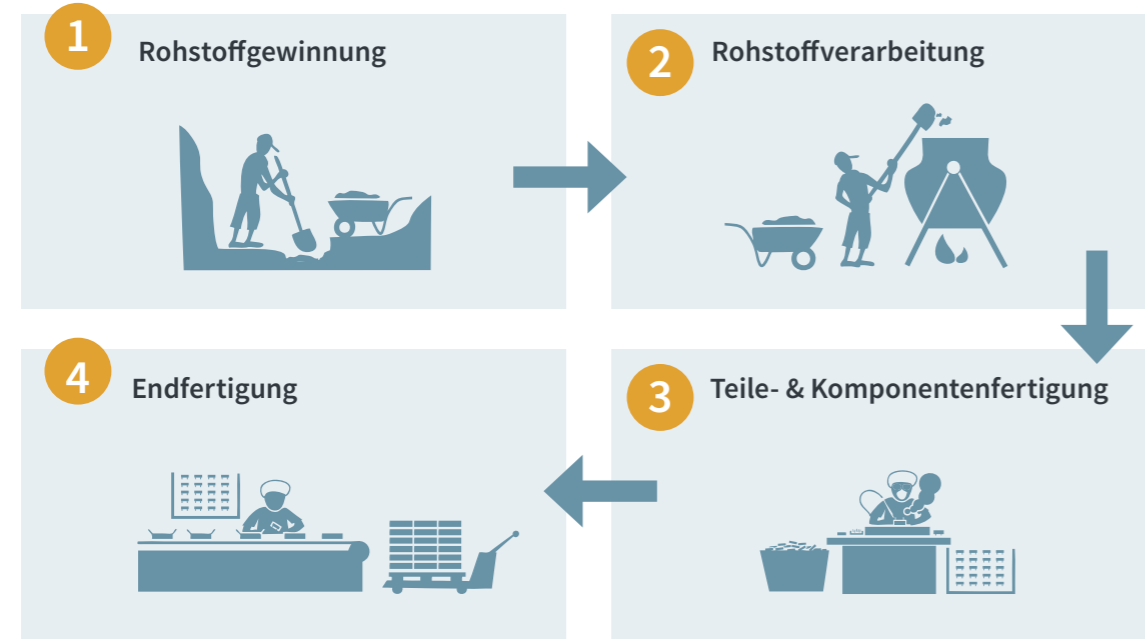 1
Rohstoffgewinnung
2
Rohstoffverarbeitung
3
Teile- & Komponentenfertigung
4
Endfertigung